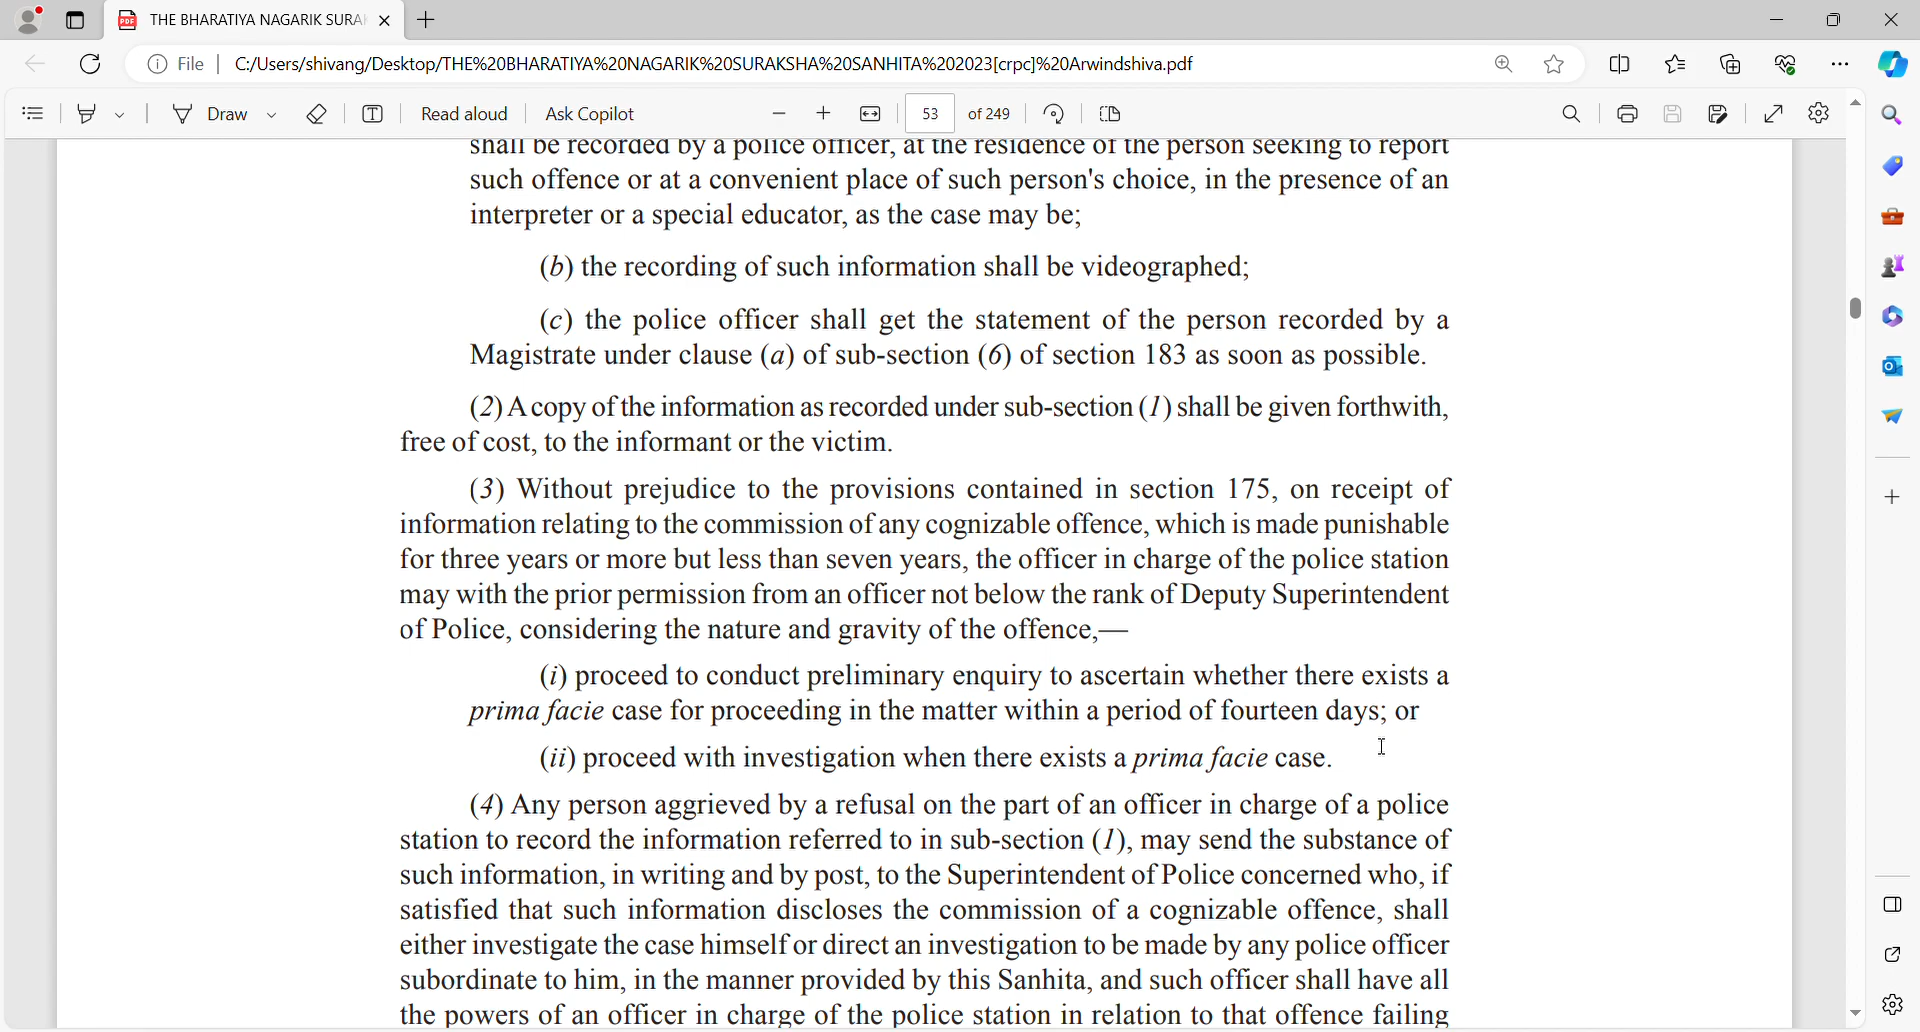 THE BHARATIYA NAGARIK SURA
File
C:/Users/shivang/Desktop/THE%20BHARATIYA%20NAGARIK%20SURAKSHA%20SANHITA%202023[crpc]%20Arwindshiva.pdf
Draw
Read aloud
Ask Copilot
53 of 249
shall be recorded by a police officer, at the residence of the person seeking to report
such offence or at a convenient place of such person's choice, in the presence of an
interpreter or a special educator, as the case may be;
(b) the recording of such information shall be videographed;
(c) the police officer shall get the statement of the person recorded by a
Magistrate under clause (a) of sub-section (6) of section 183 as soon as possible.
(2) A copy of the information as recorded under sub-section (1) shall be given forthwith,
free of cost, to the informant or the victim.
(3) Without prejudice to the provisions contained in section 175, on receipt of
information relating to the commission of any cognizable offence, which is made punishable
for three years or more but less than seven years, the officer in charge of the police station
may with the prior permission from an officer not below the rank of Deputy Superintendent
of Police, considering the nature and gravity of the offence,—
(i) proceed to conduct preliminary enquiry to ascertain whether there exists a
prima facie case for proceeding in the matter within a period of fourteen days; or
(ii) proceed with investigation when there exists a prima facie case.
(4) Any person aggrieved by a refusal on the part of an officer in charge of a police
station to record the information referred to in sub-section (1), may send the substance of
such information, in writing and by post, to the Superintendent of Police concerned who, if
satisfied that such information discloses the commission of a cognizable offence, shall
either investigate the case himself or direct an investigation to be made by any police officer
subordinate to him, in the manner provided by this Sanhita, and such officer shall have all
the powers of an officer in charge of the police station in relation to that offence failing